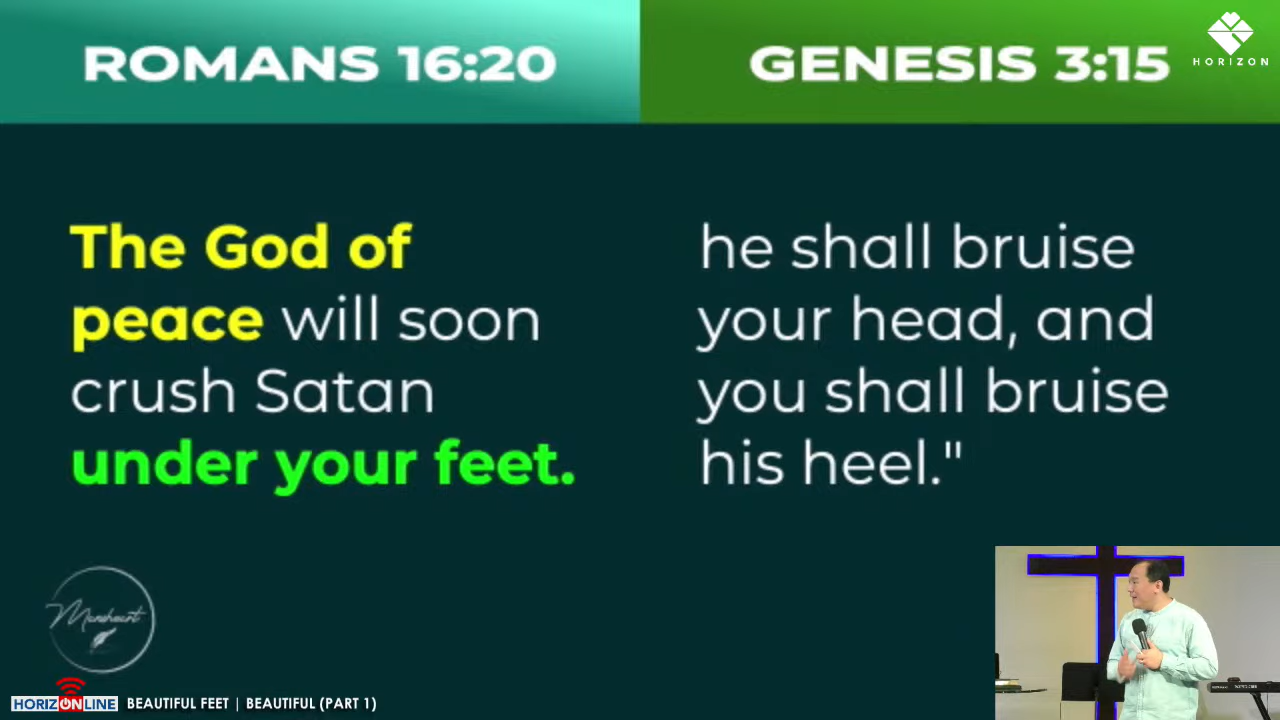 ROMANS 16:20
The God of
peace will soon
crush Satan
under your feet.
GENESIS 3:15
he shall bruise
your head, and
you shall bruise
his heel."
HORIZON
Mansheart
HORIZONLINE BEAUTIFUL FEET | BEAUTIFUL (PART 1)